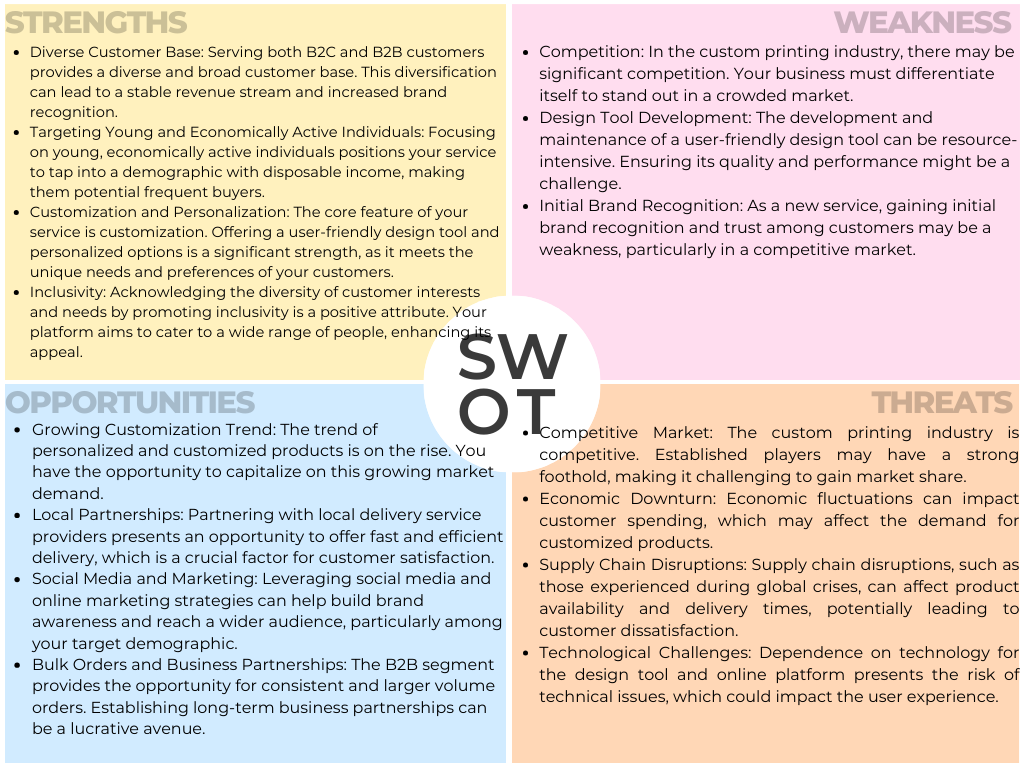 STRENGTHS
• Diverse Customer Base: Serving both B2C and B2B customers
provides a diverse and broad customer base. This diversification
can lead to a stable revenue stream and increased brand
recognition.
• Targeting Young and Economically Active Individuals: Focusing
on young, economically active individuals positions your service
to tap into a demographic with disposable income, making
them potential frequent buyers.
• Customization and Personalization: The core feature of your
service is customization. Offering a user-friendly design tool and
personalized options is a significant strength, as it meets the
unique needs and preferences of your customers.
• Inclusivity: Acknowledging the diversity of customer interests
and needs by promoting inclusivity is a positive attribute. Your
platform aims to cater to a wide range of people, enhancing its
appeal.
WEAKNESS
• Competition: In the custom printing industry, there may be
significant competition. Your business must differentiate
itself to stand out in a crowded market.
• Design Tool Development: The development and
maintenance of a user-friendly design tool can be resource-
intensive. Ensuring its quality and performance might be a
challenge.
• Initial Brand Recognition: As a new service, gaining initial
brand recognition and trust among customers may be a
weakness, particularly in a competitive market.
SW
OT
OPPORTUNITIES
• Growing Customization Trend: The trend of
personalized and customized products is on the rise. You
have the opportunity to capitalize on this growing market
demand.
• Local Partnerships: Partnering with local delivery service
providers presents an opportunity to offer fast and efficient
delivery, which is a crucial factor for customer satisfaction.
• Social Media and Marketing: Leveraging social media and
online marketing strategies can help build brand
awareness and reach a wider audience, particularly among
your target demographic.
• Bulk Orders and Business Partnerships: The B2B segment
provides the opportunity for consistent and larger volume
orders. Establishing long-term business partnerships can
be a lucrative avenue.
THREATS
• Competitive Market: The custom printing industry is
competitive. Established players may have a strong
foothold, making it challenging to gain market share.
• Economic Downturn: Economic fluctuations can impact
customer spending, which may affect the demand for
customized products.
• Supply Chain Disruptions: Supply chain disruptions, such as
those experienced during global crises, can affect product
availability and delivery times, potentially leading to
customer dissatisfaction.
• Technological Challenges: Dependence on technology for
the design tool and online platform presents the risk of
technical issues, which could impact the user experience.